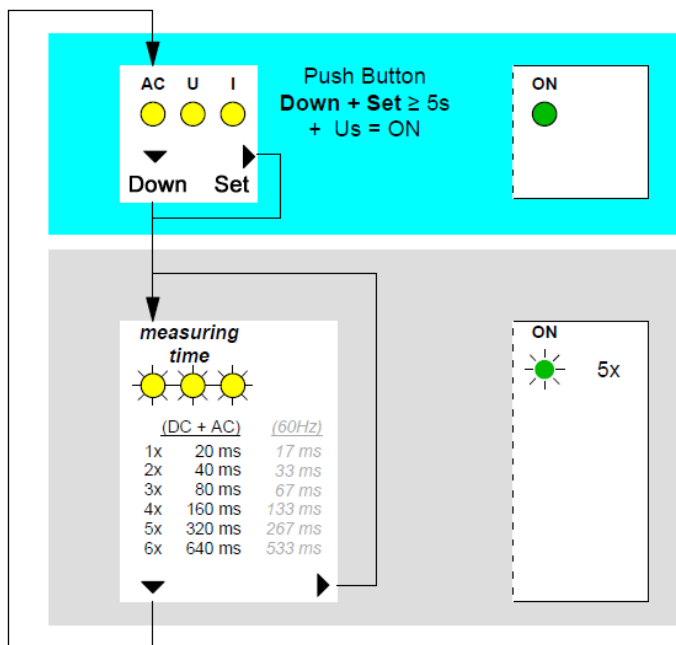 AC U I
Push Button
Down + Set ≥ 5s
+ Us = ON
ON
Down Set
measuring
time
(DC + AC) (60Hz)
1x 20 ms 17 ms
2x 40 ms 33 ms
3x 80 ms 67 ms
4x 160 ms 133 ms
5x 320 ms 267 ms
6x 640 ms 533 ms
ON
5x